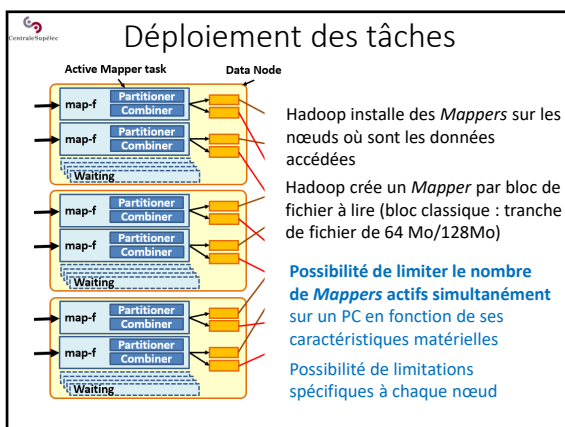 CentraleSupélec
Déploiement des tâches
Active Mapper task
Data Node
map-f
Partitioner
Combiner
map-f
Partitioner
Combiner
Waiting
map-f
Partitioner
Combiner
map-f
Partitioner
Combiner
Waiting
map-f
Partitioner
Combiner
map-f
Partitioner
Combiner
Waiting
Hadoop installe des Mappers sur les
nœuds où sont les données
accédées
Hadoop crée un Mapper par bloc de
fichier à lire (bloc classique : tranche
de fichier de 64 Mo/128Mo)
Possibilité de limiter le nombre
de Mappers actifs simultanément
sur un PC en fonction de ses
caractéristiques matérielles
Possibilité de limitations
spécifiques à chaque nœud